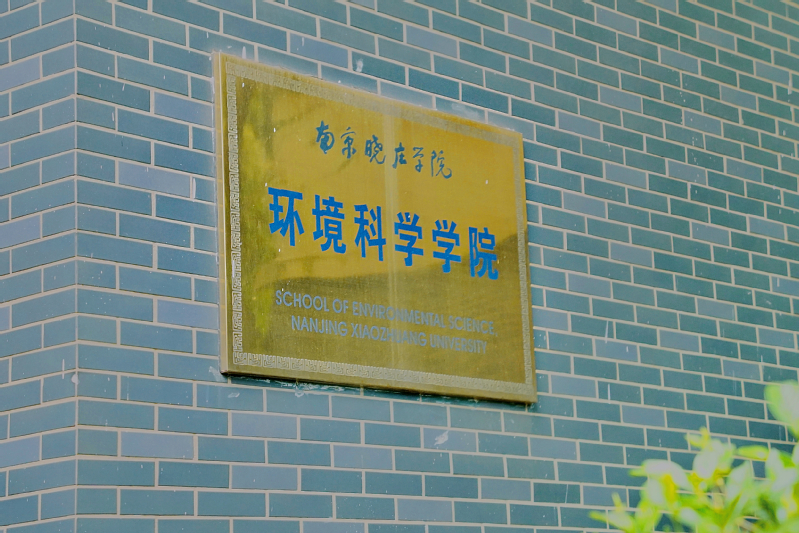 南京晓庄学院
环境科学学院
SCHOOL OF ENVIRONMENTAL SCIENCE,
NANJING XIAOZHUANG UNIVERSITY